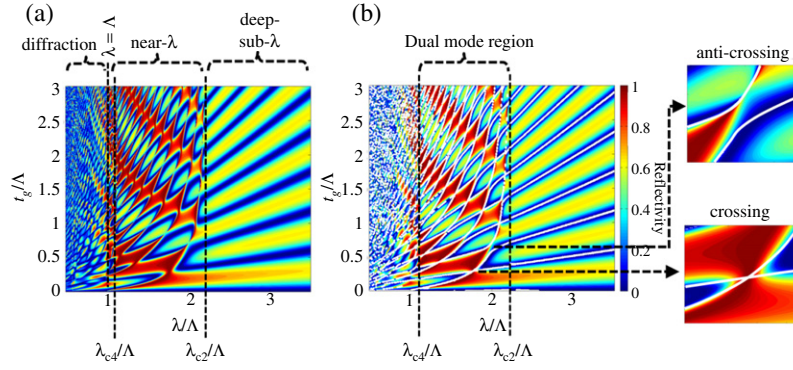 (a)
diffraction
λ = Λ
near-λ
deep-
sub-λ
3
2.5
2
1.5
1
0.5
0
t_g/Λ
1
2
3
λ/Λ
λ_c4/Λ
λ_c2/Λ
(b)
Dual mode region
3
2.5
2
1.5
1
0.5
0
t_g/Λ
1
2
3
λ/Λ
λ_c4/Λ
λ_c2/Λ
1
0.8
0.6
0.4
0.2
0
Reflectivity
anti-crossing
crossing